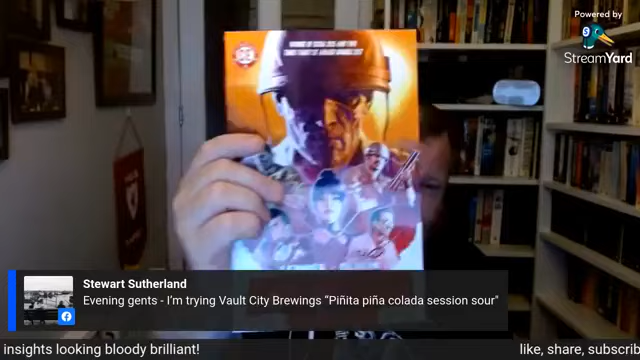 Powered by
StreamYard
Stewart Sutherland
Evening gents - I'm trying Vault City Brewings “Piñita piña colada session sour"
insights looking bloody brilliant!
like, share, subscrib